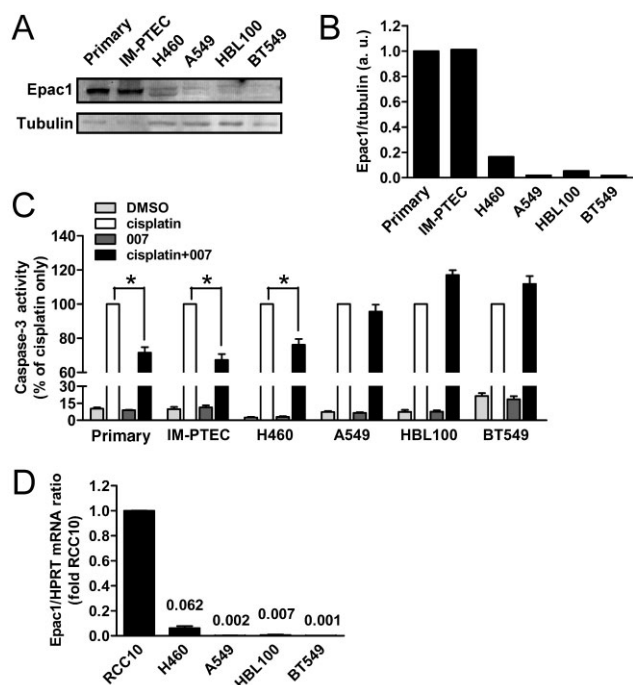 A
Primary
IM-PTEC
H460
A549
HBL100
BT549
Epac1
Tubulin
B
Epac1/tubulin (a. u.)
1.0
0.8
0.6
0.4
0.2
0.0
Primary
IM-PTEC
H460
A549
HBL100
BT549
C
DMSO
cisplatin
007
cisplatin+007
Caspase-3 activity
(% of cisplatin only)
140
120
100
80
60
30
15
0
*
*
*
Primary
IM-PTEC
H460
A549
HBL100
BT549
D
Epac1/HPRT mRNA ratio
(fold RCC10)
1.2
1.0
0.8
0.6
0.4
0.2
0.0
0.062
0.002
0.007
0.001
RCC10
H460
A549
HBL100
BT549